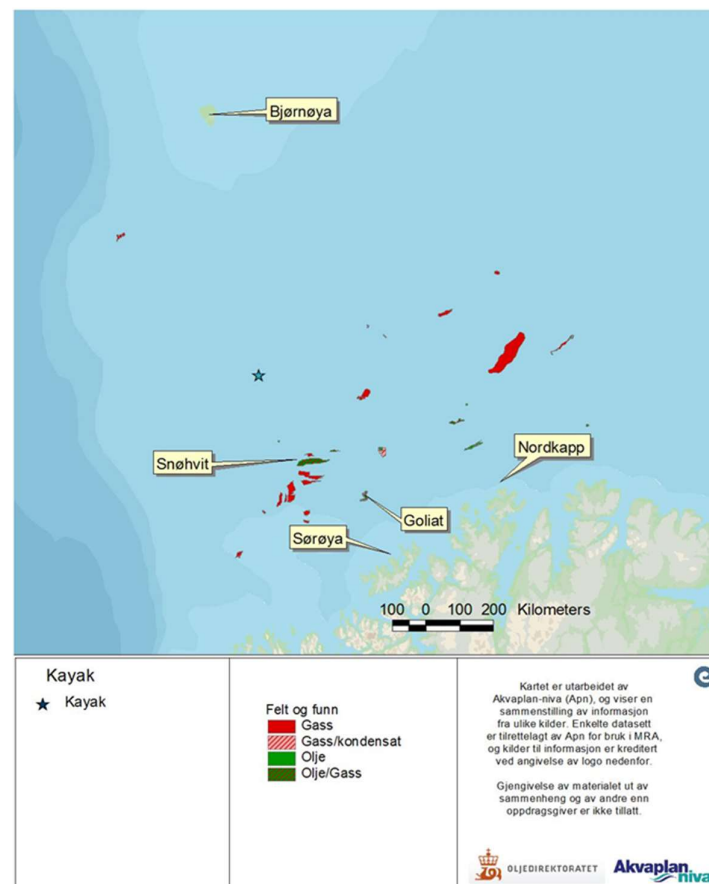 Bjørnøya
Nordkapp
Snøhvit
Goliat
Sørøya
100 0 100 200 Kilometers
Kayak
Kayak
Felt og funn
Gass
Gass/kondensat
Olje
Olje/Gass
Kartet er utarbeidet av
Akvaplan-niva (Apn), og viser en
sammenstilling av informasjon
fra ulike kilder. Enkelte datasett
er tilrettelagt av Apn for bruk i MRA,
og kilder til informasjon er kreditert
ved angivelse av logo nedenfor.
Gjengivelse av materialet ut av
sammenheng og av andre enn
oppdragsgiver er ikke tillatt.
OLJEDIREKTORATET
Akvaplan
niva